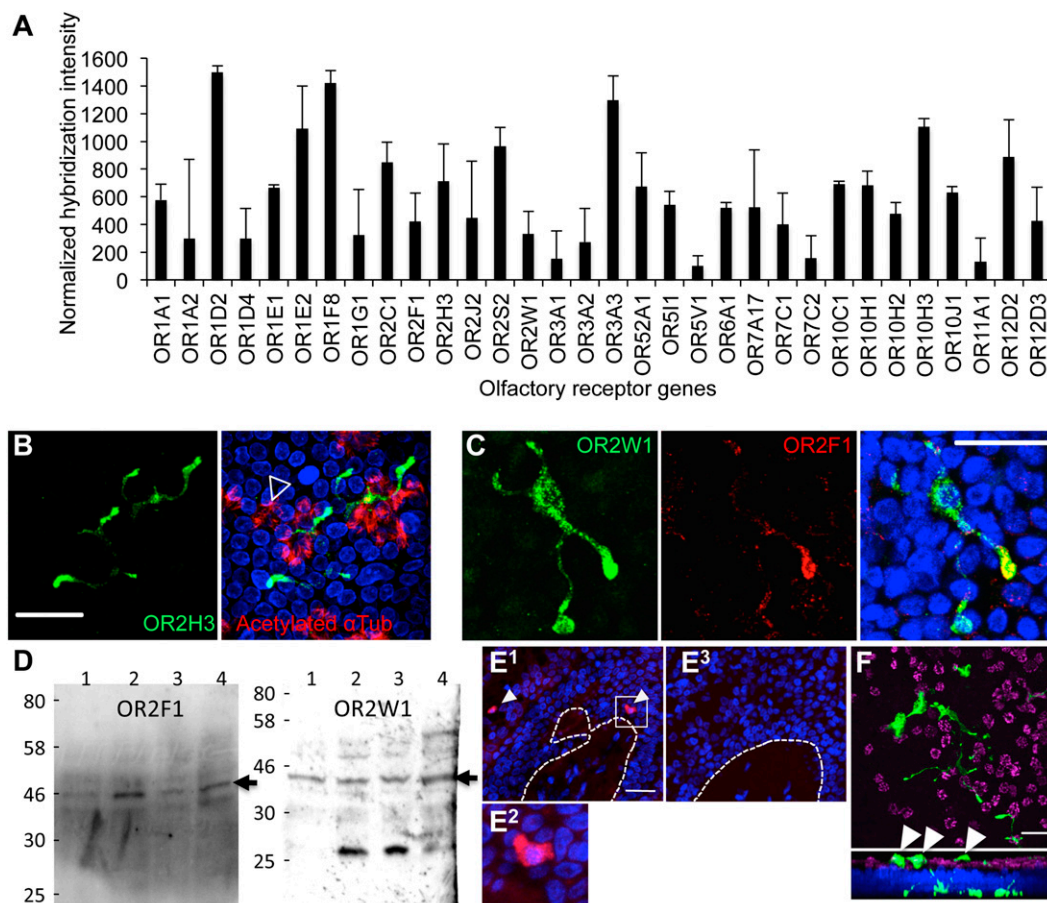 A
Normalized hybridization intensity
1600
1400
1200
1000
800
600
400
200
0
OR1A1
OR1A2
OR1D2
OR1D4
OR1E1
OR1E2
OR1F8
OR1G1
OR2C1
OR2F1
OR2H3
OR2J2
OR2S2
OR2W1
OR3A1
OR3A2
OR3A3
OR52A1
OR5I1
OR5V1
OR6A1
OR7A17
OR7C1
OR7C2
OR10C1
OR10H1
OR10H2
OR10H3
OR10J1
OR11A1
OR12D2
OR12D3
Olfactory receptor genes
B
OR2H3
Acetylated αTub
C
OR2W1
OR2F1
D
1 2 3 4
OR2F1
80
58
46
30
25
1 2 3 4
OR2W1
80
58
46
30
25
E1
E3
E2
F